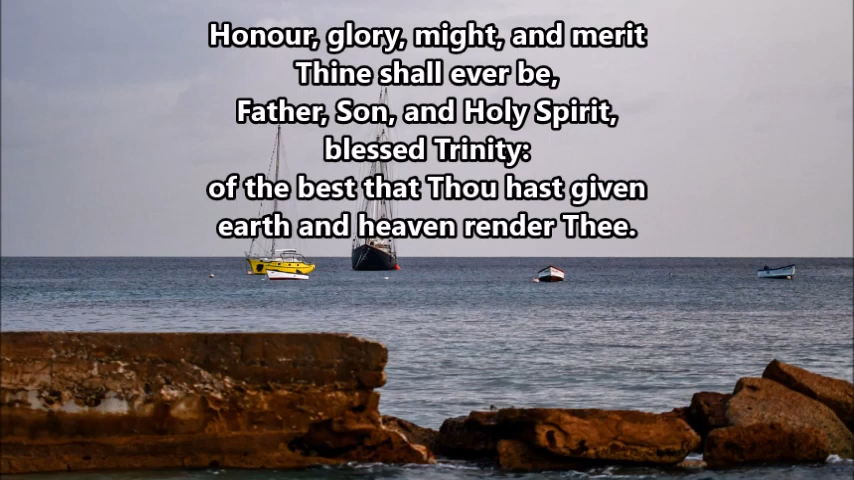 Honour, glory, might, and merit
Thine shall ever be,
Father, Son, and Holy Spirit,
blessed Trinity:
of the best that Thou hast given
earth and heaven render Thee.